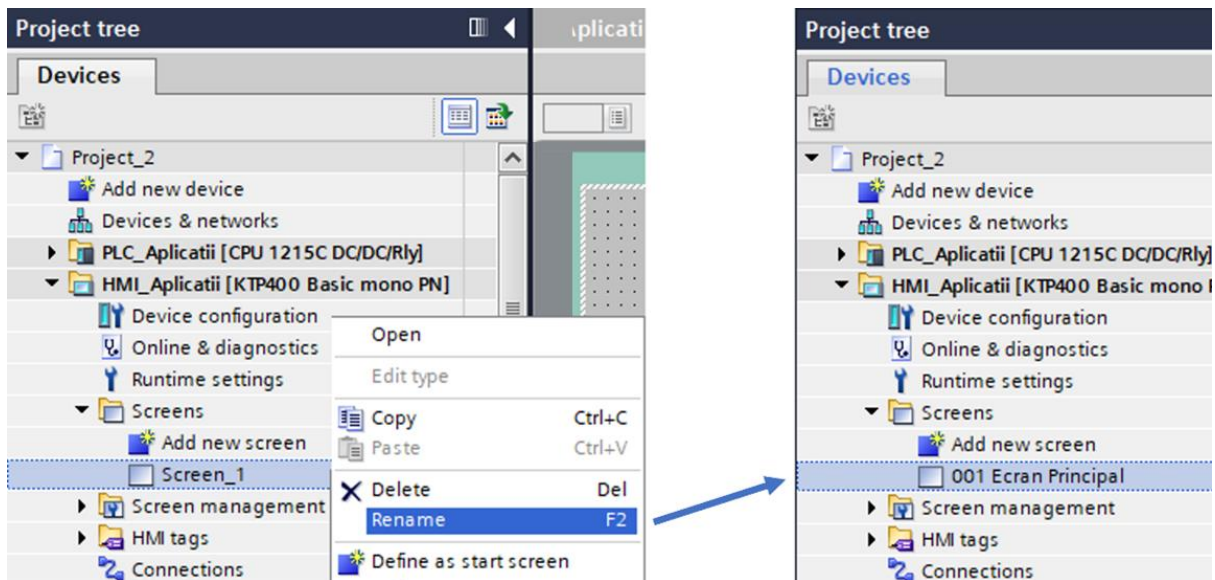 Project tree
Devices
Project_2
Add new device
Devices & networks
PLC_Aplicatii [CPU 1215C DC/DC/Rly]
HMI_Aplicatii [KTP400 Basic mono PN]
Device configuration
Online & diagnostics
Runtime settings
Screens
Add new screen
Screen_1
Screen management
HMI tags
Connections
Open
Edit type
Copy Ctrl+C
Paste Ctrl+V
Delete Del
Rename F2
Define as start screen
plicati
Project tree
Devices
Project_2
Add new device
Devices & networks
PLC_Aplicatii [CPU 1215C DC/DC/Rly]
HMI_Aplicatii [KTP400 Basic mono
Device configuration
Online & diagnostics
Runtime settings
Screens
Add new screen
001 Ecran Principal
Screen management
HMI tags
Connections